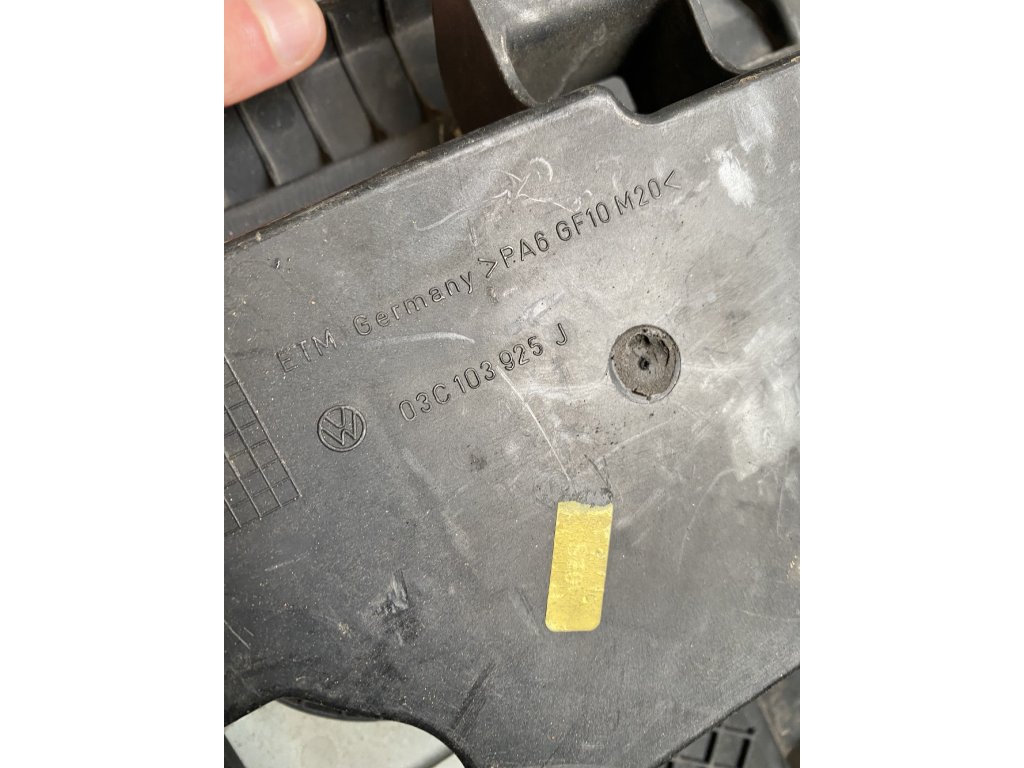 ETM Germany >PA6 GF10 M20<
03C 103 925 J